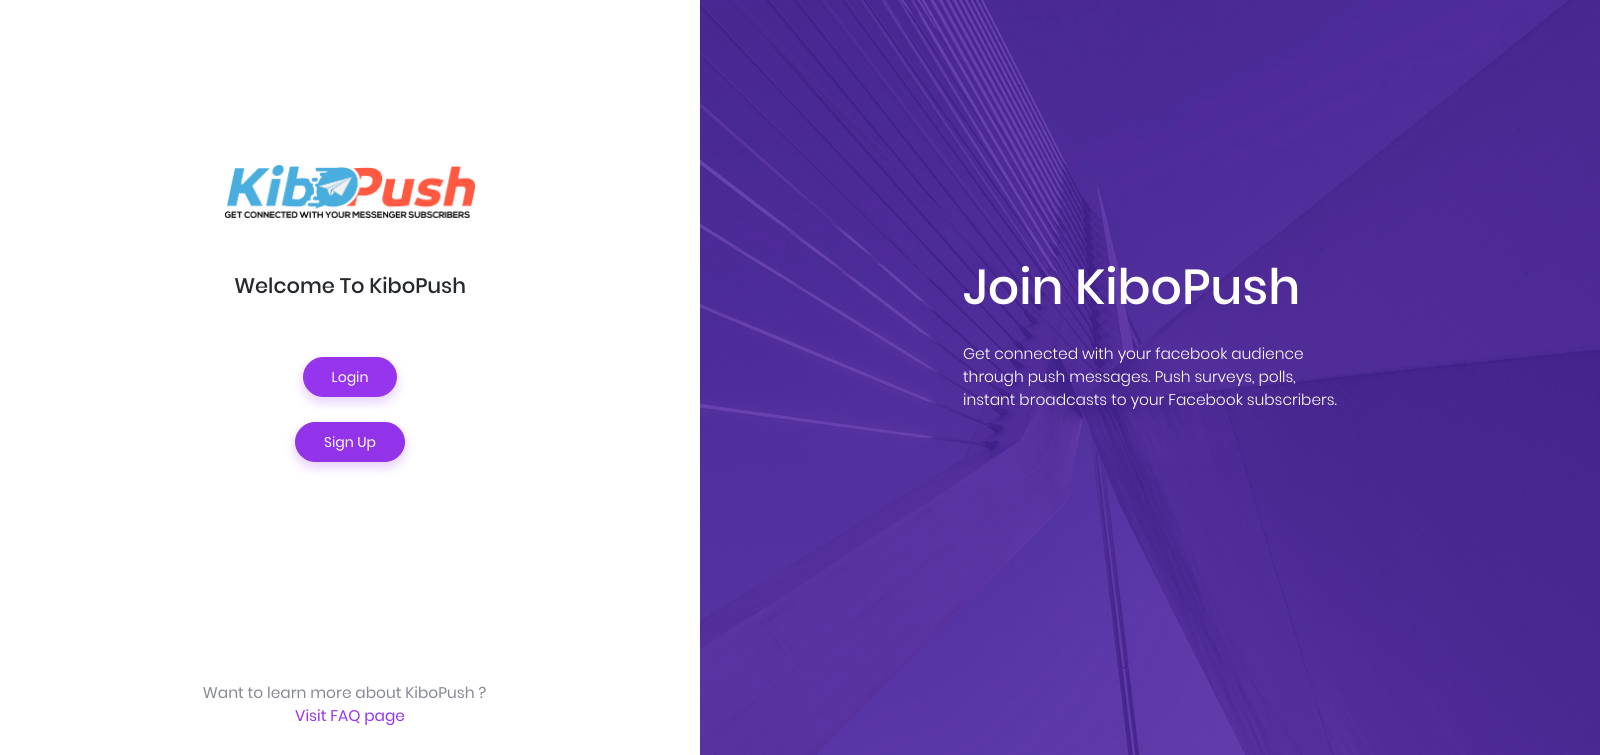 KiboPush
GET CONNECTED WITH YOUR MESSENGER SUBSCRIBERS
Welcome To KiboPush
Login
Sign Up
Want to learn more about KiboPush ?
Visit FAQ page
Join KiboPush
Get connected with your facebook audience
through push messages. Push surveys, polls,
instant broadcasts to your Facebook subscribers.